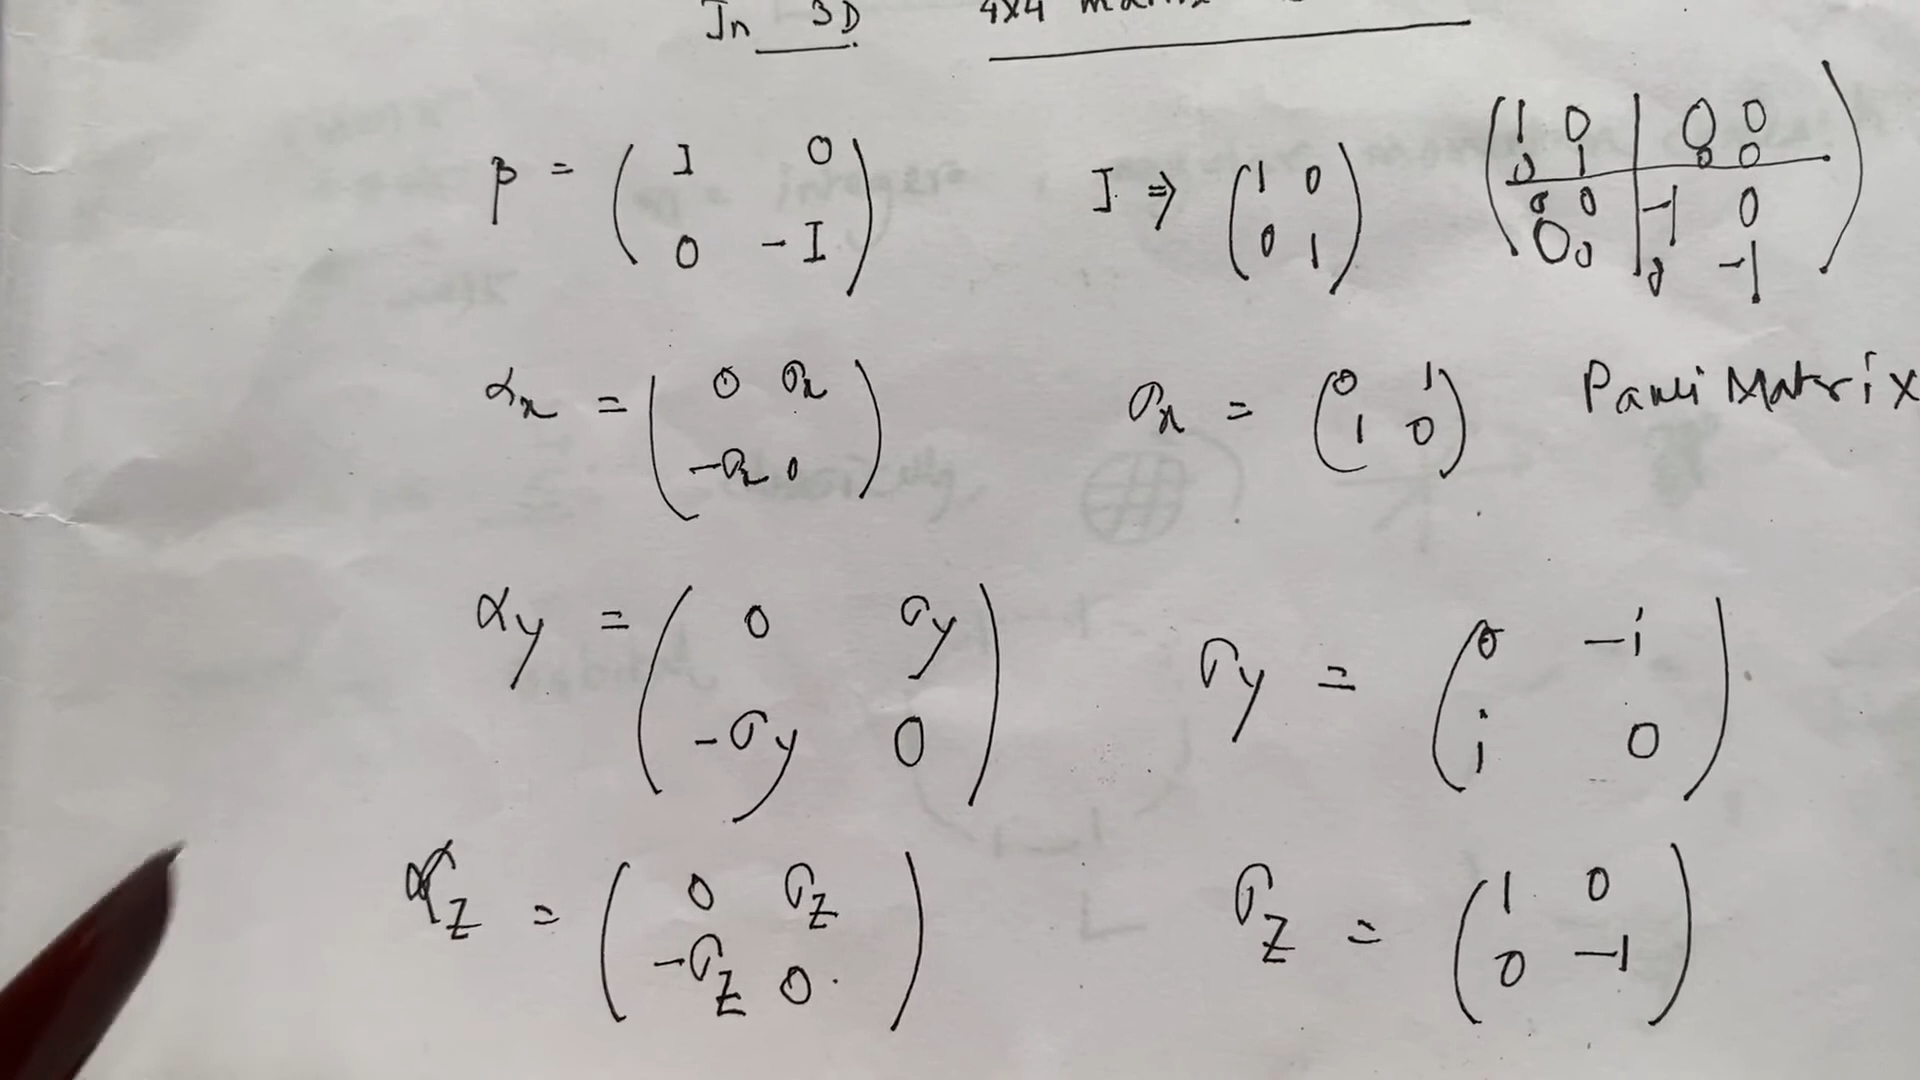 In 3D 4x4 matrix
β = ( I 0 0 -I ) I ⇒ ( 1 0 0 1 ) ( 1 0 | 0 0 0 1 | 0 0 0 0 | -1 0 0 0 | 0 -1 )
αx = ( 0 σx -σx 0 ) σx = ( 0 1 1 0 ) Pauli Matrix
αy = ( 0 σy -σy 0 ) σy = ( 0 -i i 0 )
αz = ( 0 σz -σz 0 ) σz = ( 1 0 0 -1 )